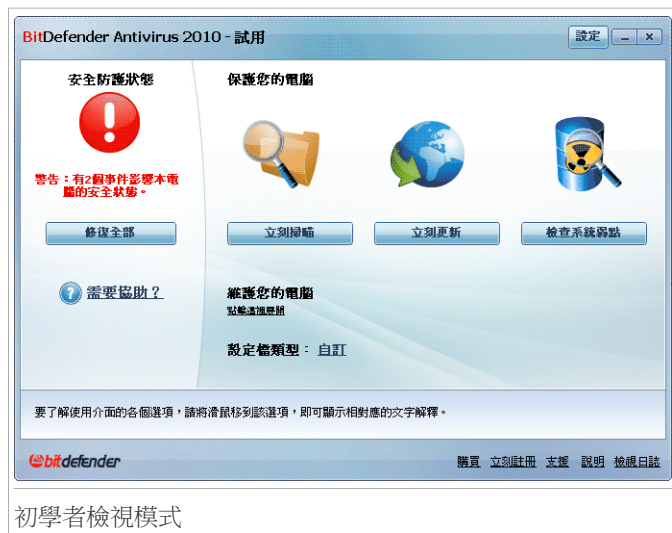 BitDefender Antivirus 2010 - 試用
設定
安全防護狀態
保護您的電腦
警告：有2個事件影響本電
腦的安全狀態。
修復全部
立刻掃瞄
立刻更新
檢查系統弱點
需要協助？
維護您的電腦
點擊這裡展開
設定檔類型： 自訂
要了解使用介面的各個選項，請將滑鼠移到該選項，即可顯示相對應的文字解釋。
bitdefender
購買 立刻註冊 支援 說明 檢視日誌
初學者檢視模式